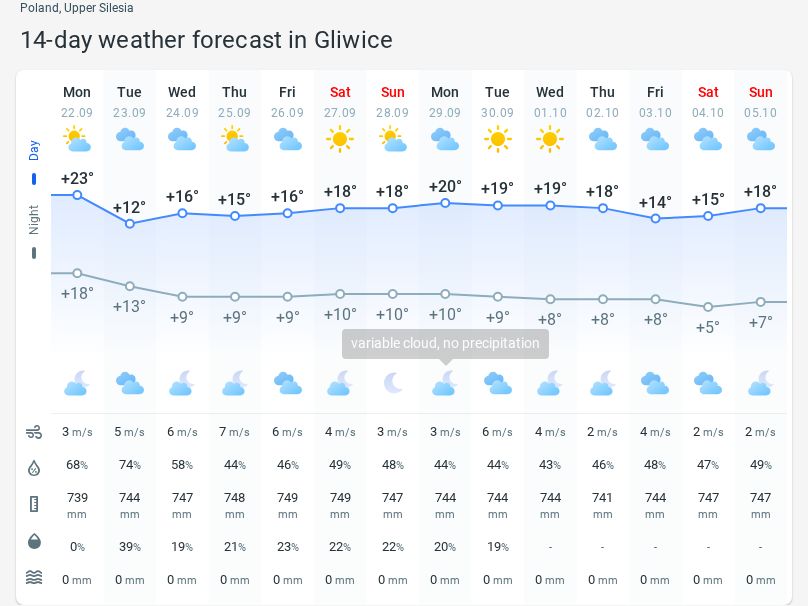 Poland, Upper Silesia
14-day weather forecast in Gliwice
Mon Tue Wed Thu Fri Sat Sun Mon Tue Wed Thu Fri Sat Sun
22.09 23.09 24.09 25.09 26.09 27.09 28.09 29.09 30.09 01.10 02.10 03.10 04.10 05.10
Day
Night
+23° +12° +16° +15° +16° +18° +18° +20° +19° +19° +18° +14° +15° +18°
+18° +13° +9° +9° +9° +10° +10° +10° +9° +8° +8° +8° +5° +7°
variable cloud, no precipitation
3 m/s 5 m/s 6 m/s 7 m/s 6 m/s 4 m/s 3 m/s 3 m/s 6 m/s 4 m/s 2 m/s 4 m/s 2 m/s 2 m/s
68% 74% 58% 44% 46% 49% 48% 44% 44% 43% 46% 48% 47% 49%
739 744 747 748 749 749 747 744 744 744 741 744 747 747
mm mm mm mm mm mm mm mm mm mm mm mm mm mm
0% 39% 19% 21% 23% 22% 22% 20% 19% - - - - -
0 mm 0 mm 0 mm 0 mm 0 mm 0 mm 0 mm 0 mm 0 mm 0 mm 0 mm 0 mm 0 mm 0 mm